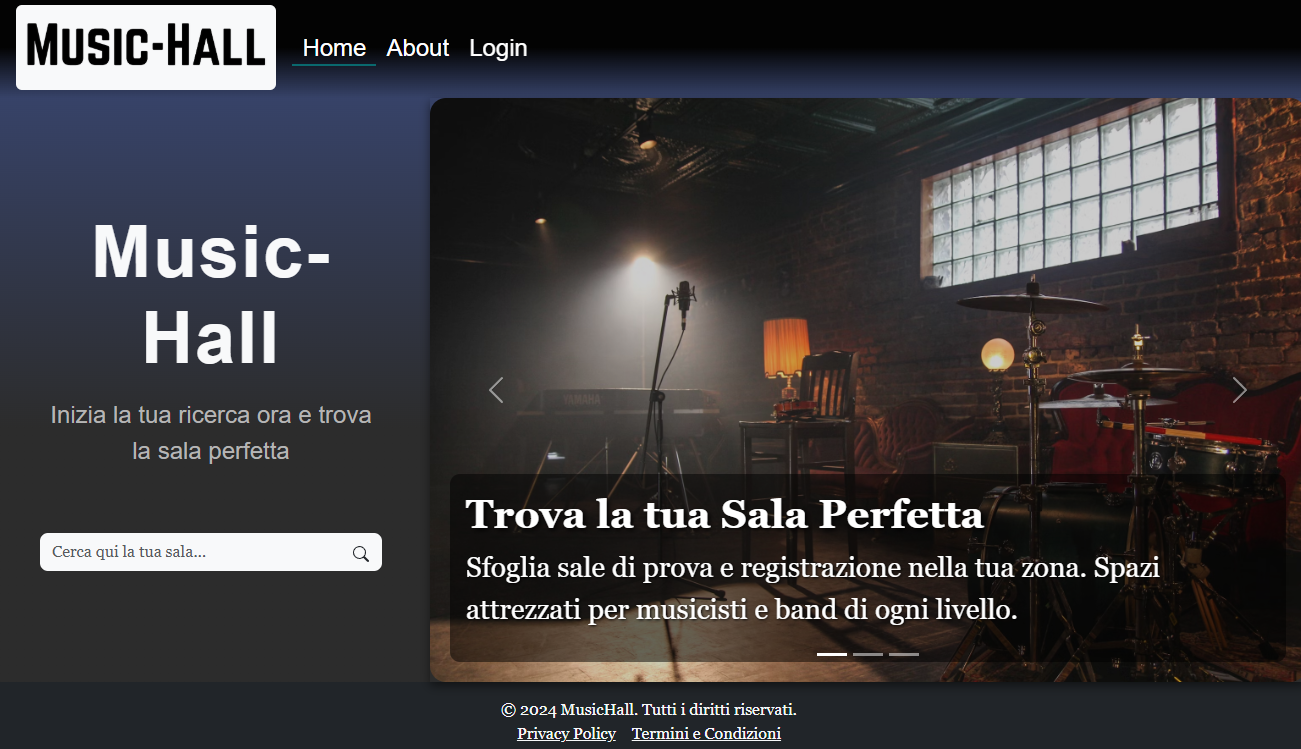 MUSIC-HALL
Home About Login
Music-
Hall
Inizia la tua ricerca ora e trova
la sala perfetta
Cerca qui la tua sala...
YAMAHA
Trova la tua Sala Perfetta
Sfoglia sale di prova e registrazione nella tua zona. Spazi
attrezzati per musicisti e band di ogni livello.
© 2024 MusicHall. Tutti i diritti riservati.
Privacy Policy Termini e Condizioni